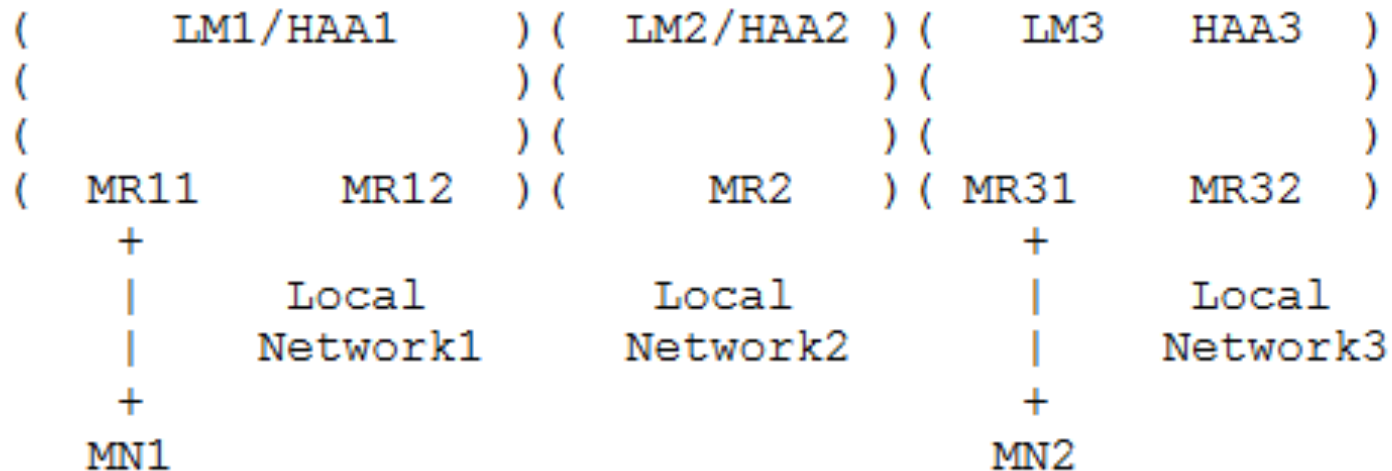 (     LM1/HAA1     ) (  LM2/HAA2 ) (   LM3   HAA3  )
(                  ) (           ) (               )
(                  ) (           ) (               )
(  MR11     MR12  ) (     MR2   ) ( MR31    MR32  )
    +                                 +
    |     Local         Local         |     Local
    |    Network1      Network2       |    Network3
    +                                 +
   MN1                               MN2